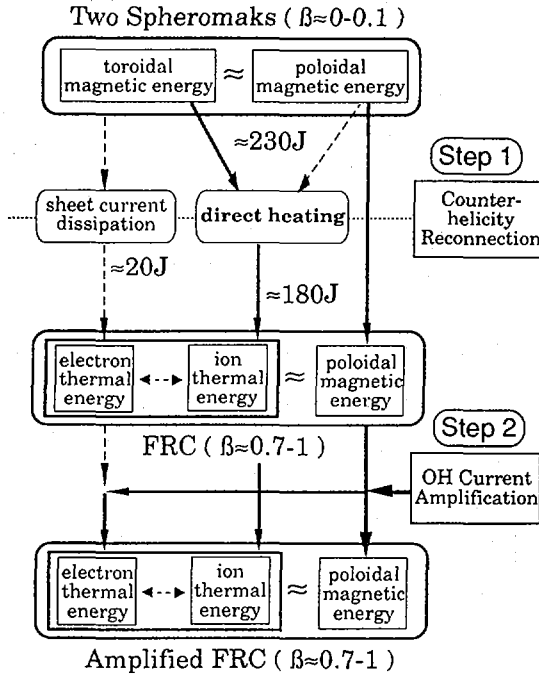 Two Spheromaks ( ß≈0-0.1)
toroidal
magnetic energy
≈
poloidal
magnetic energy
≈230J
Step 1
sheet current
dissipation
direct heating
Counter-
helicity
Reconnection
≈20J
≈180J
electron
thermal
energy
ion
thermal
energy
≈
poloidal
magnetic
energy
FRC ( ß≈0.7-1 )
Step 2
OH Current
Amplification
electron
thermal
energy
ion
thermal
energy
≈
poloidal
magnetic
energy
Amplified FRC ( ß≈0.7-1)